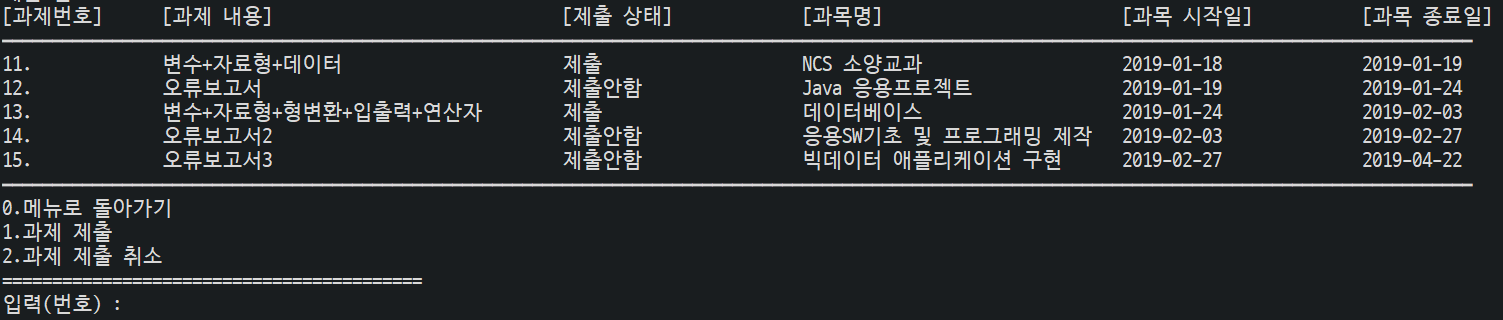 [과제번호] [과제 내용] [제출 상태] [과목명] [과목 시작일] [과목 종료일]
11. 변수+자료형+데이터 제출 NCS 소양교과 2019-01-18 2019-01-19
12. 오류보고서 제출안함 Java 응용프로젝트 2019-01-19 2019-01-24
13. 변수+자료형+형변환+입출력+연산자 제출 데이터베이스 2019-01-24 2019-02-03
14. 오류보고서2 제출안함 응용SW기초 및 프로그래밍 제작 2019-02-03 2019-02-27
15. 오류보고서3 제출안함 빅데이터 애플리케이션 구현 2019-02-27 2019-04-22
0.메뉴로 돌아가기
1.과제 제출
2.과제 제출 취소
==========================================
입력(번호) :